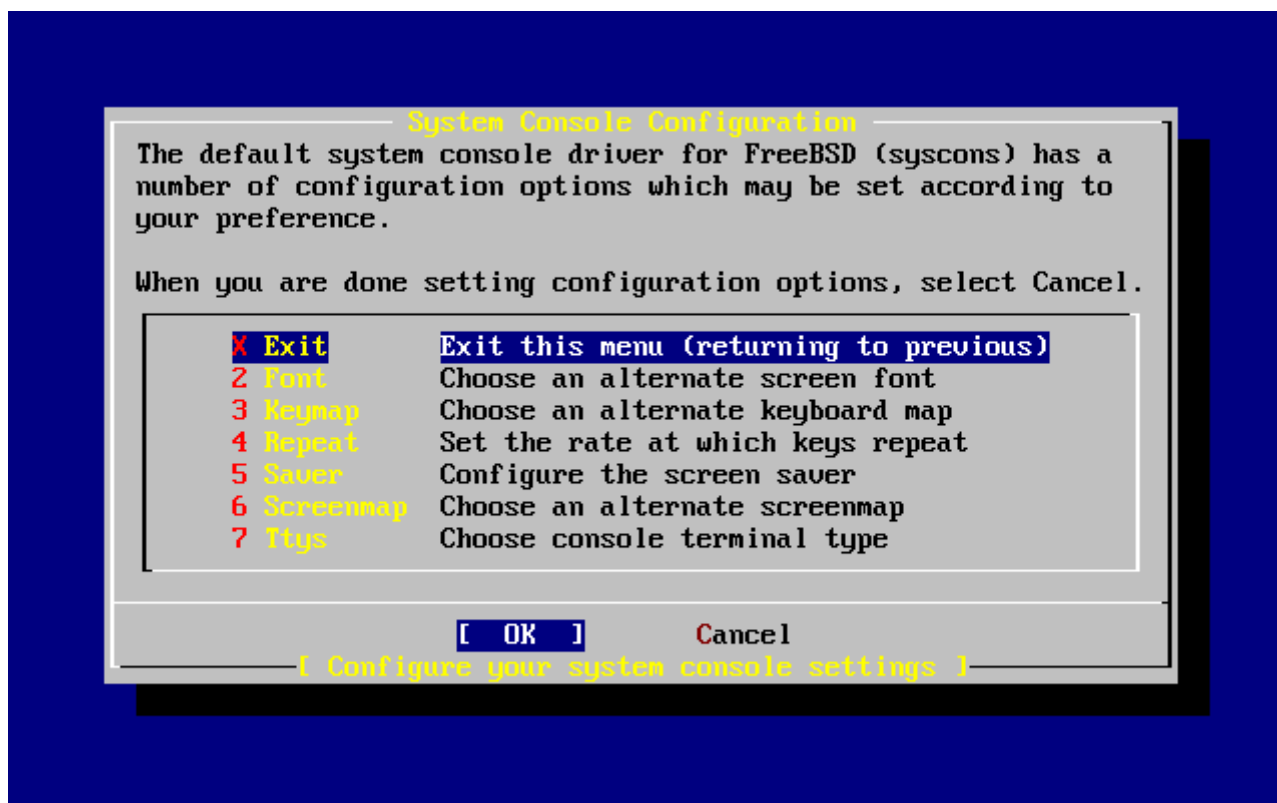 System Console Configuration
The default system console driver for FreeBSD (syscons) has a
number of configuration options which may be set according to
your preference.
When you are done setting configuration options, select Cancel.
X Exit Exit this menu (returning to previous)
2 Font Choose an alternate screen font
3 Keymap Choose an alternate keyboard map
4 Repeat Set the rate at which keys repeat
5 Saver Configure the screen saver
6 Screenmap Choose an alternate screenmap
7 Ttys Choose console terminal type
[ OK ] Cancel
[ Configure your system console settings ]